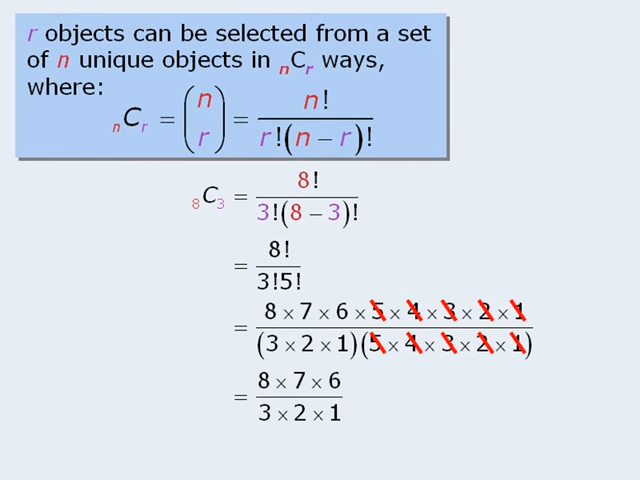 r objects can be selected from a set
of n unique objects in ₙCᵣ ways,
where:
ₙCᵣ = (n r) = n! / r!(n − r)!
₈C₃ = 8! / 3!(8 − 3)!
= 8! / 3!5!
= 8 × 7 × 6 × 5 × 4 × 3 × 2 × 1 / (3 × 2 × 1)(5 × 4 × 3 × 2 × 1)
= 8 × 7 × 6 / 3 × 2 × 1